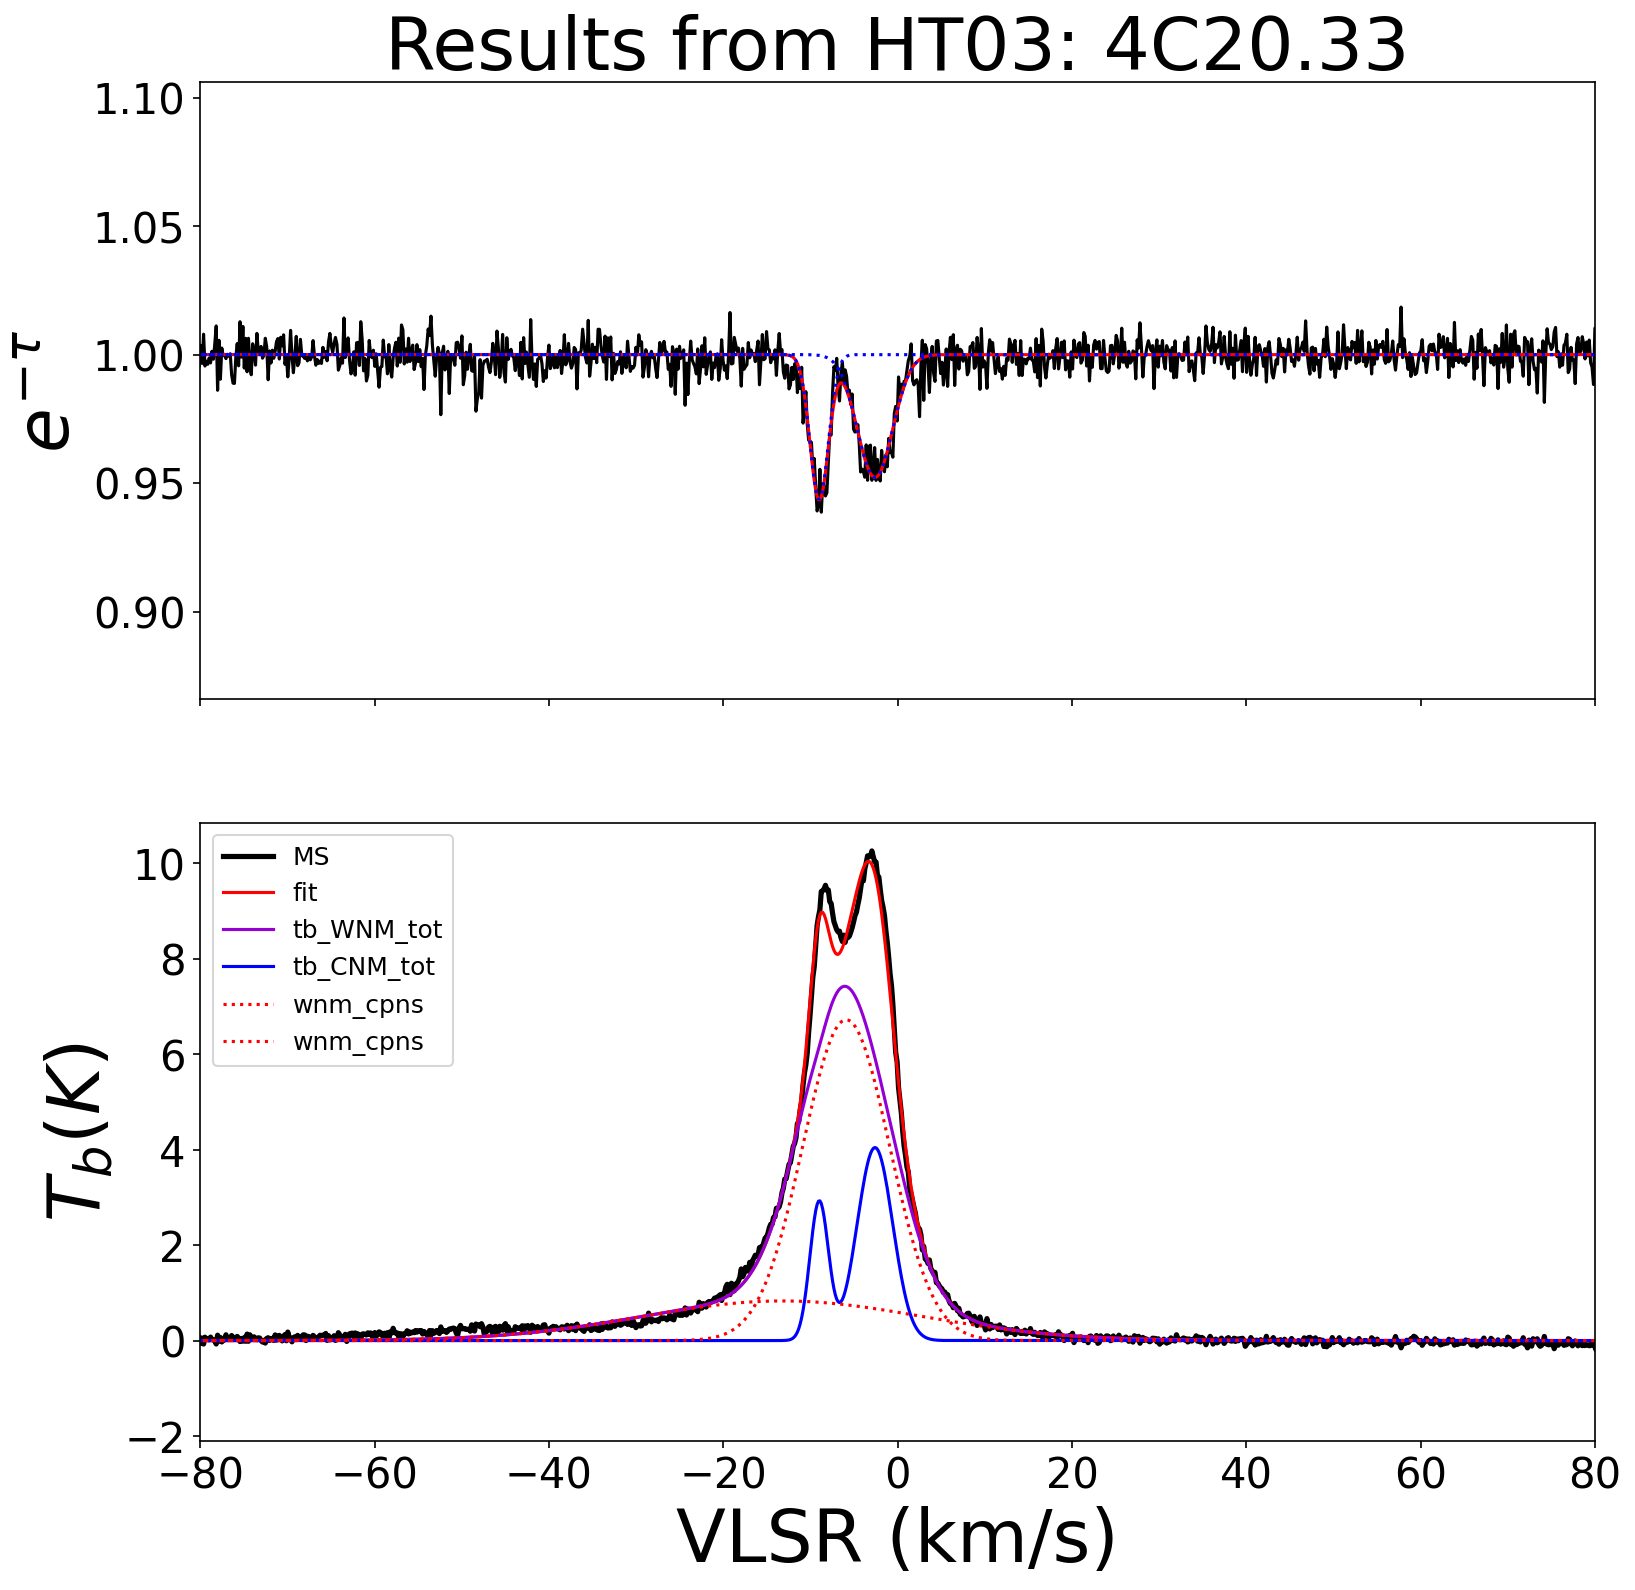 Results from HT03: 4C20.33
1.10
1.05
1.00
0.95
0.90
e^{-τ}
MS
fit
tb_WNM_tot
tb_CNM_tot
wnm_cpns
wnm_cpns
10
8
6
4
2
0
−2
T_b(K)
−80 −60 −40 −20 0 20 40 60 80
VLSR (km/s)